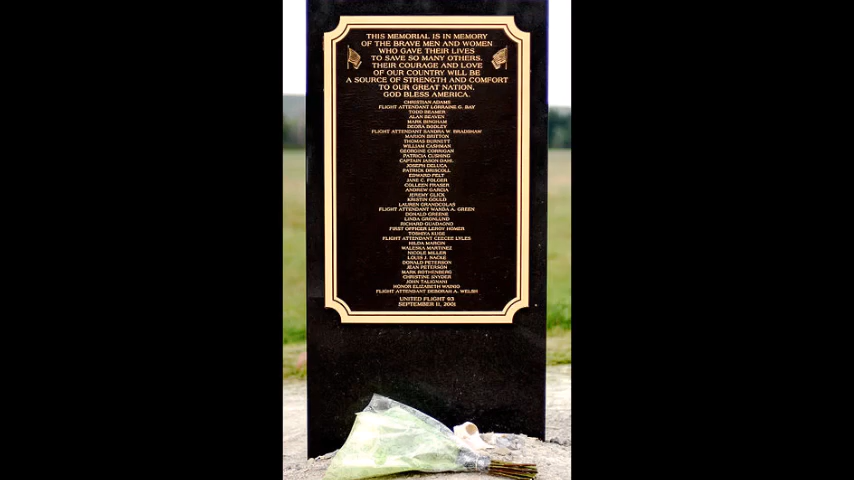 THIS MEMORIAL IS IN MEMORY
OF THE BRAVE MEN AND WOMEN
WHO GAVE THEIR LIVES
TO SAVE SO MANY OTHERS.
THEIR COURAGE AND LOVE
OF OUR COUNTRY WILL BE
A SOURCE OF STRENGTH AND COMFORT
TO OUR GREAT NATION.
GOD BLESS AMERICA.
CHRISTIAN ADAMS
FLIGHT ATTENDANT LORRAINE G. BAY
TODD BEAMER
ALAN BEAVEN
MARK BINGHAM
DEORA BODLEY
FLIGHT ATTENDANT SANDRA W. BRADSHAW
MARION BRITTON
THOMAS BURNETT
WILLIAM CASHMAN
GEORGINE CORRIGAN
PATRICIA CUSHING
CAPTAIN JASON DAHL
JOSEPH DELUCA
PATRICK DRISCOLL
EDWARD FELT
JANE C. FOLGER
COLLEEN FRASER
ANDREW GARCIA
JEREMY GLICK
KRISTIN GOULD
LAUREN GRANDCOLAS
FLIGHT ATTENDANT WANDA A. GREEN
DONALD GREENE
LINDA GRONLUND
RICHARD GUADAGNO
FIRST OFFICER LEROY HOMER
TOSHIYA KUGE
FLIGHT ATTENDANT CEECEE LYLES
HILDA MARCIN
WALESKA MARTINEZ
NICOLE MILLER
LOUIS J. NACKE
DONALD PETERSON
JEAN PETERSON
MARK ROTHENBERG
CHRISTINE SNYDER
JOHN TALIGNANI
HONOR ELIZABETH WAINIO
FLIGHT ATTENDANT DEBORAH A. WELSH
UNITED FLIGHT 93
SEPTEMBER 11, 2001